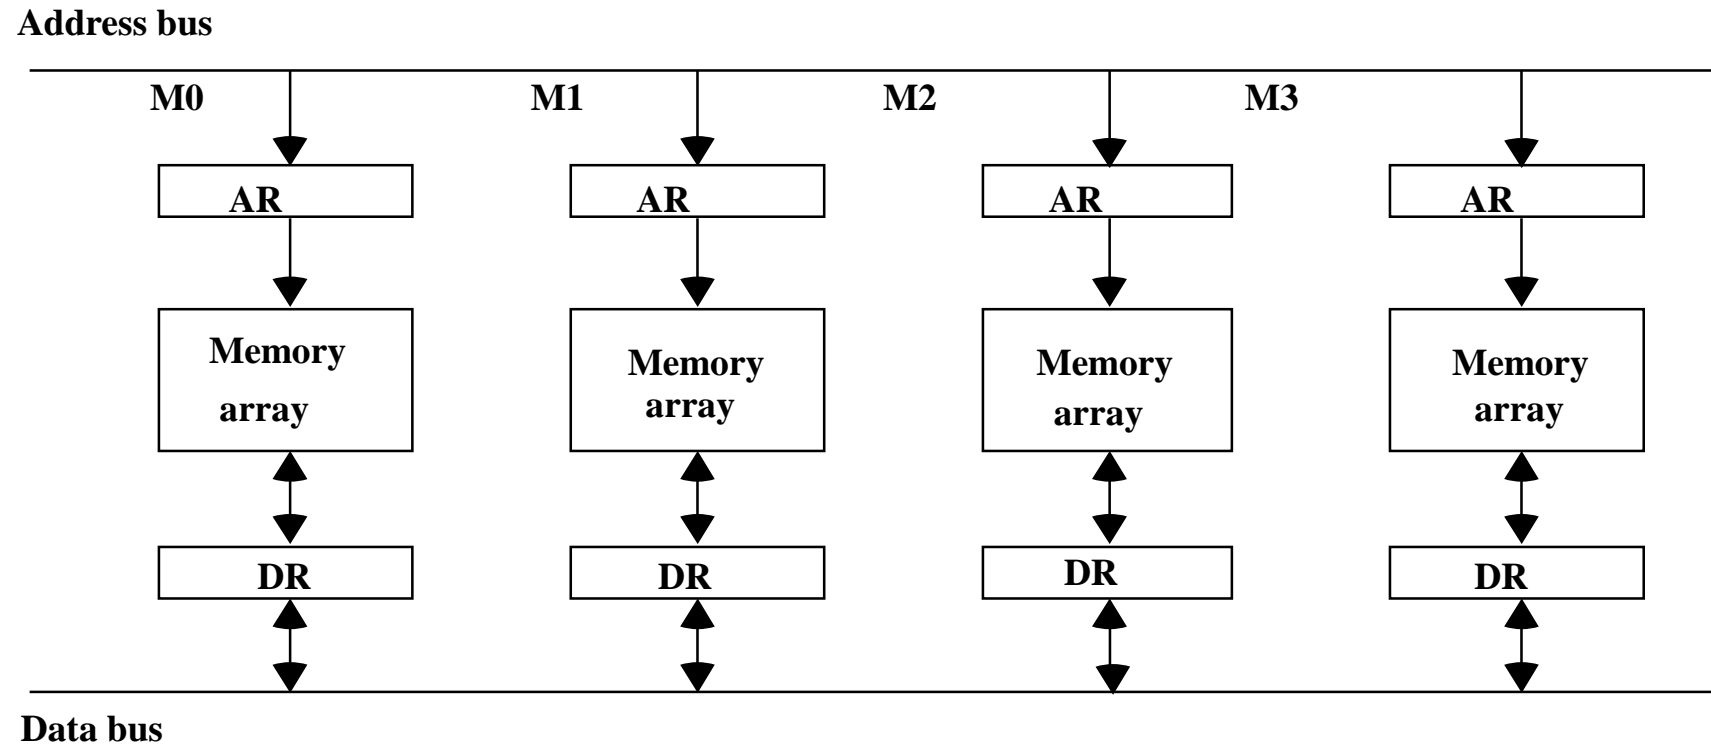 Address bus
M0
M1
M2
M3
AR
AR
AR
AR
Memory
array
Memory
array
Memory
array
Memory
array
DR
DR
DR
DR
Data bus